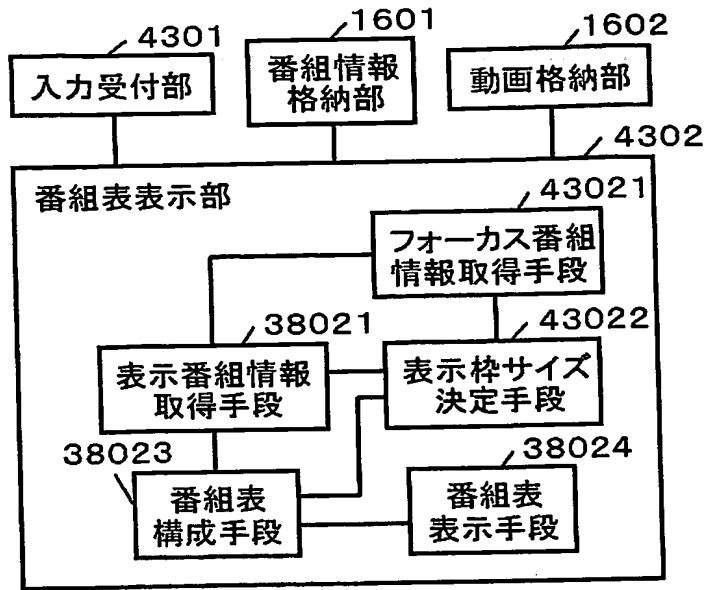 4301
入力受付部
1601
番組情報
格納部
1602
動画格納部
4302
番組表表示部
43021
フォーカス番組
情報取得手段
38021
表示番組情報
取得手段
43022
表示枠サイズ
決定手段
38023
番組表
構成手段
38024
番組表
表示手段